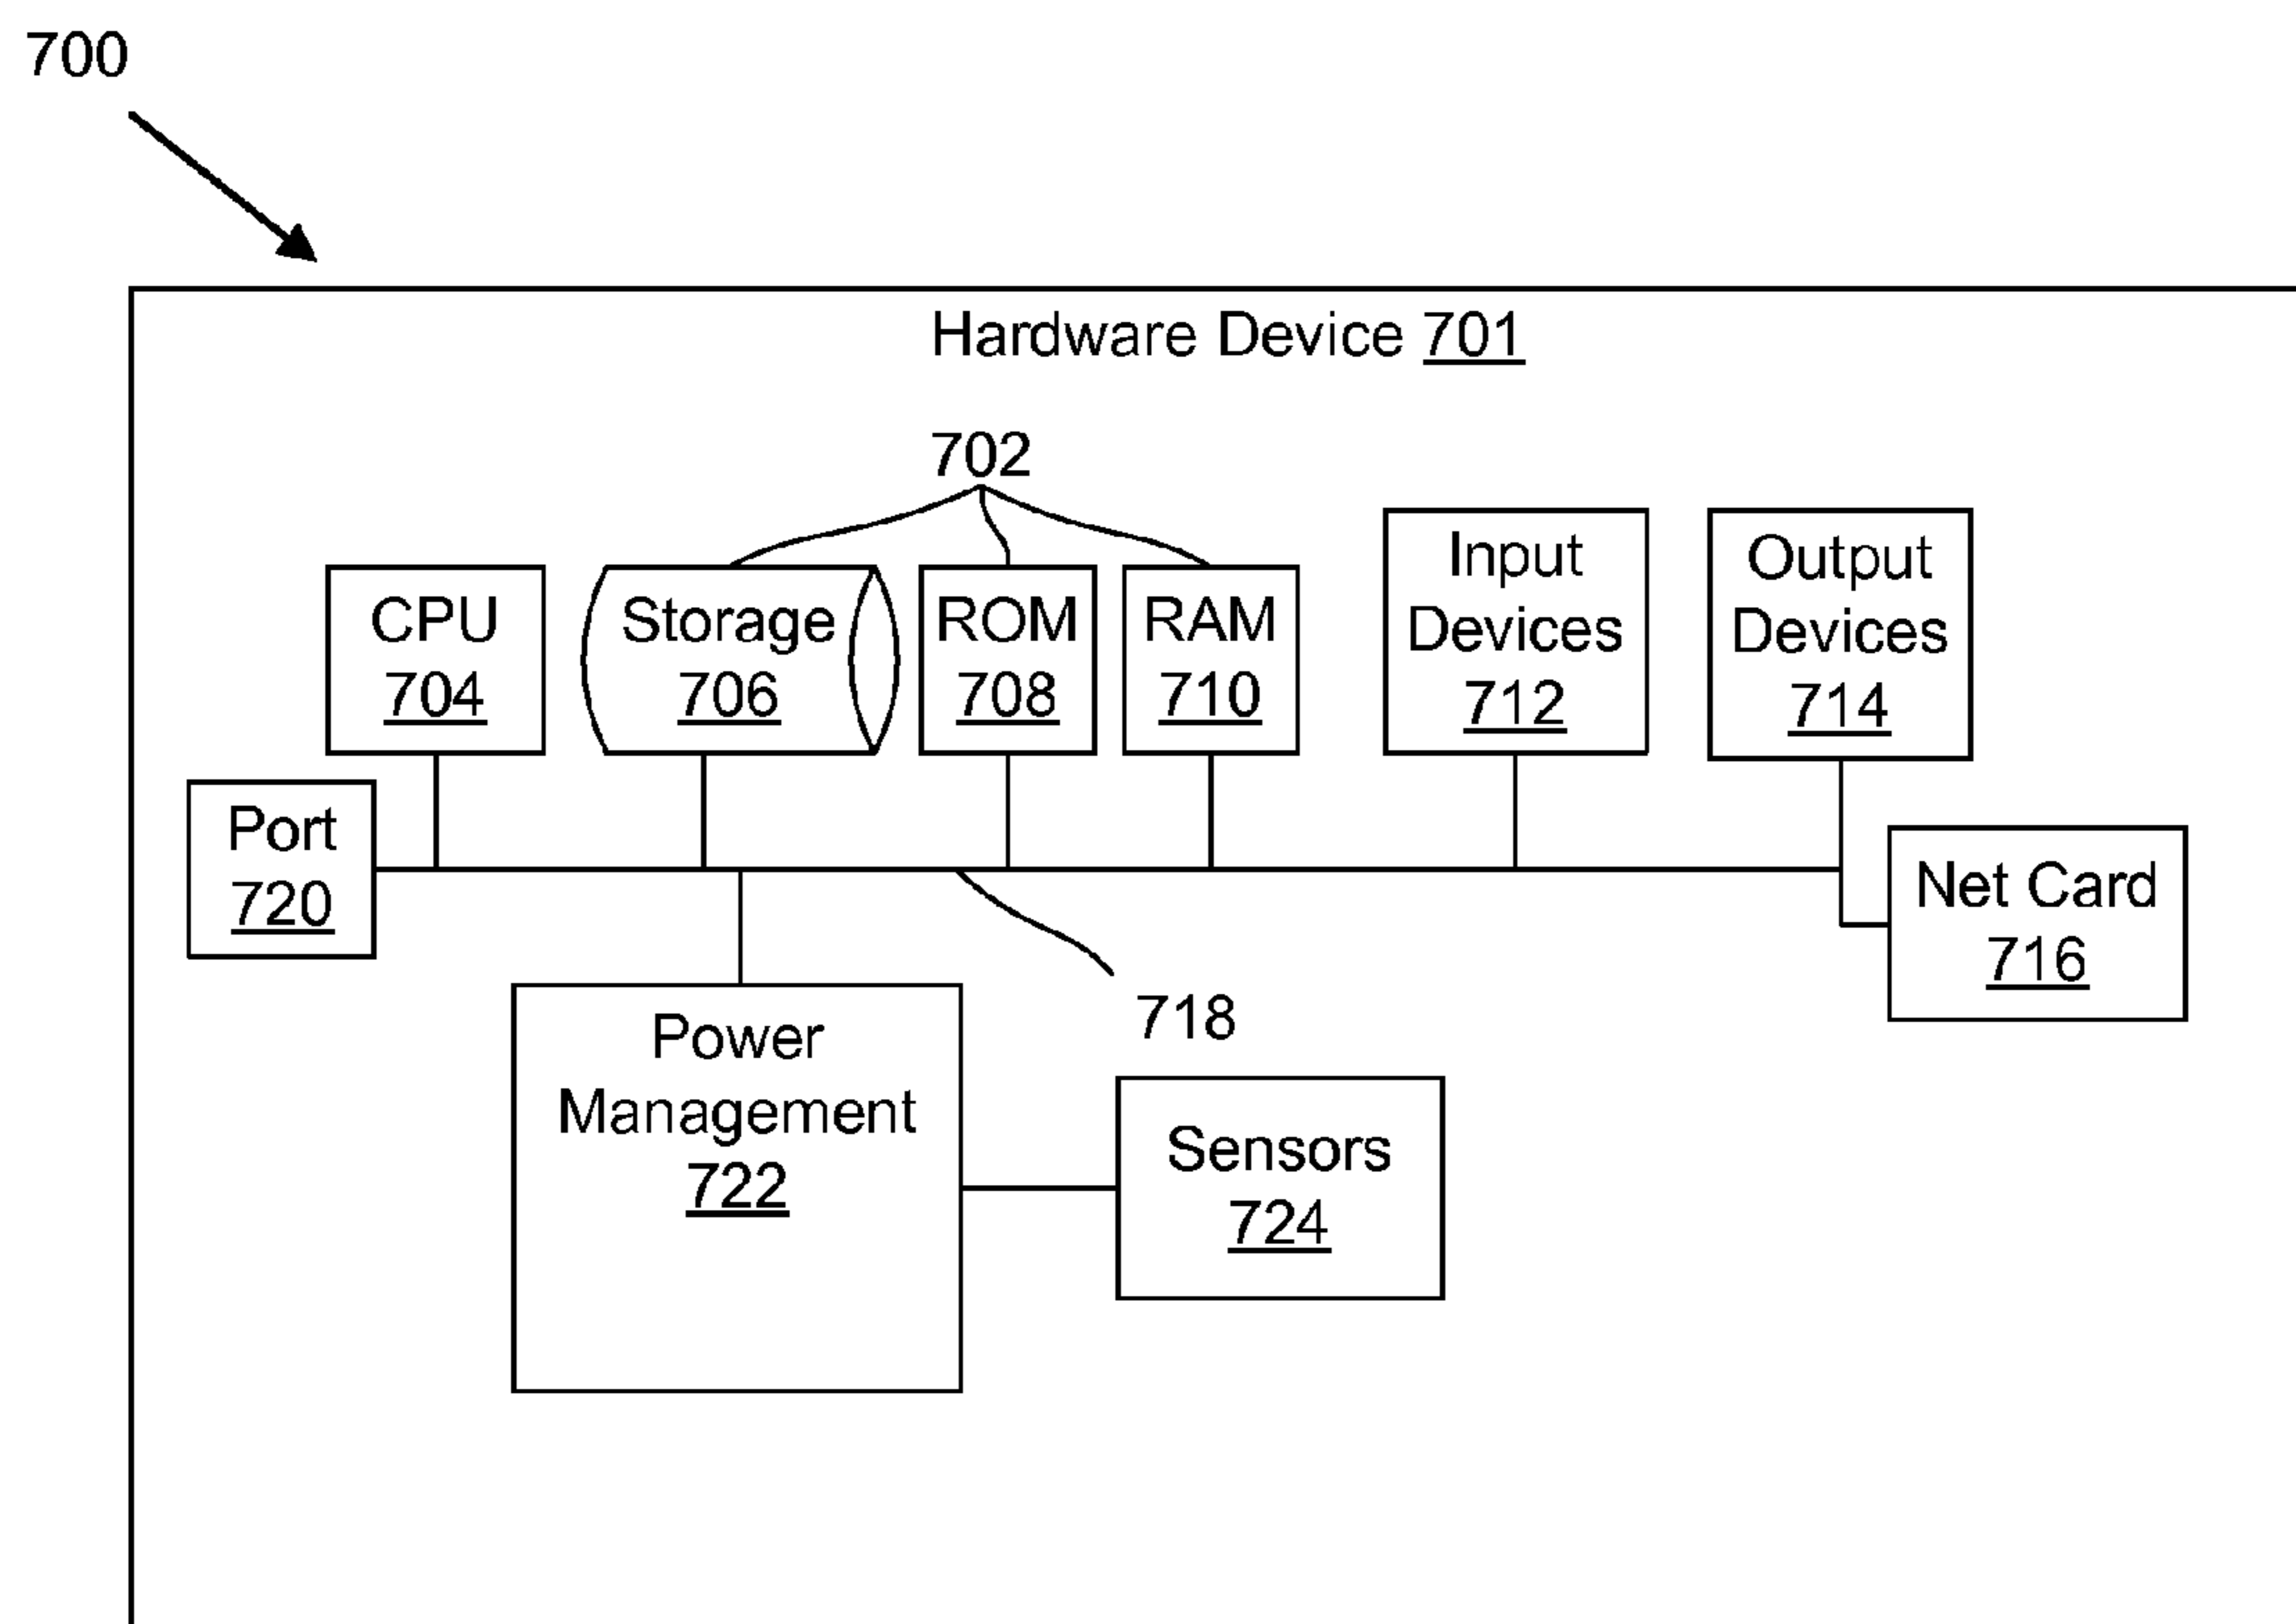 700
Hardware Device 701
702
CPU
704
Storage
706
ROM
708
RAM
710
Input
Devices
712
Output
Devices
714
Port
720
Net Card
716
718
Power
Management
722
Sensors
724